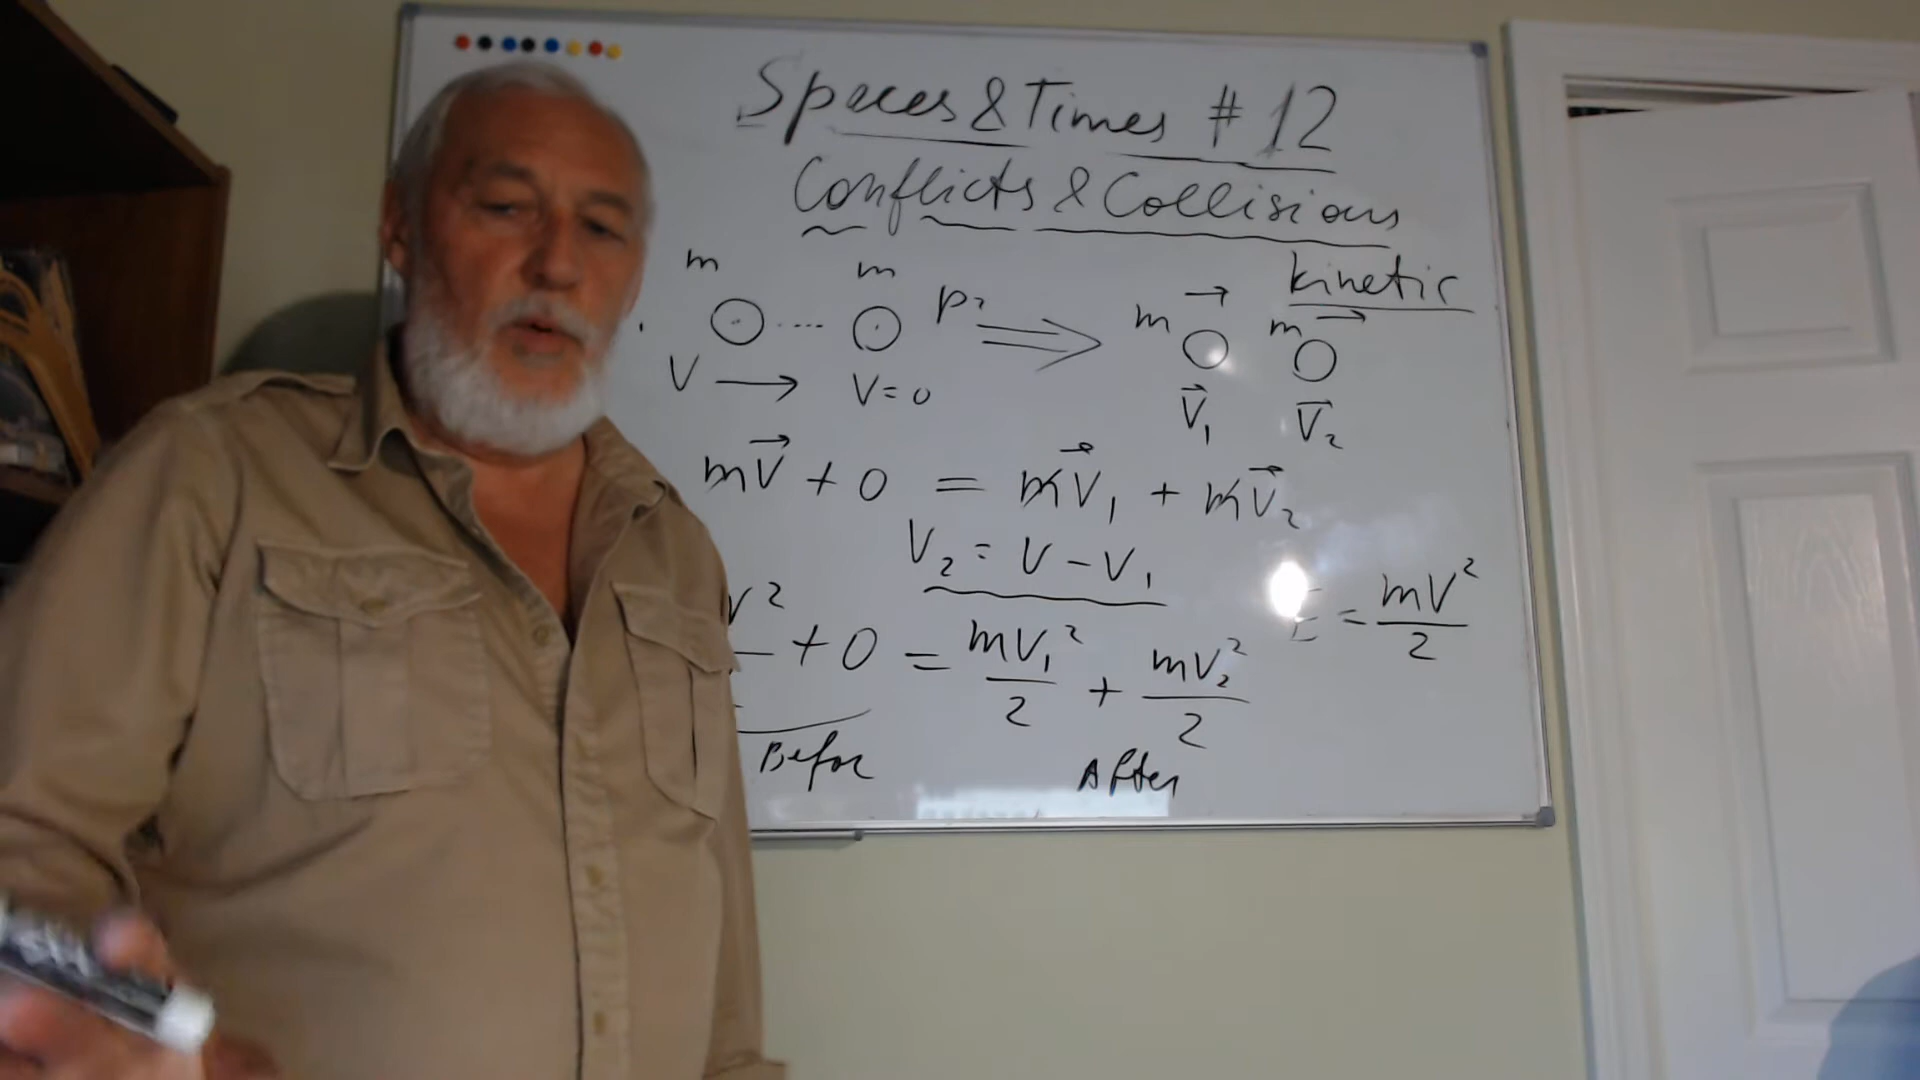 Spaces & Times # 12
Conflicts & Collisions
kinetic
m m m m
V → V = 0 V⃗₁ V⃗₂
mV⃗ + 0 = mV⃗₁ + mV⃗₂
V₂ = V - V₁
V² + 0 = mV₁²/2 + mV₂²/2
E = mV²/2
Befor After